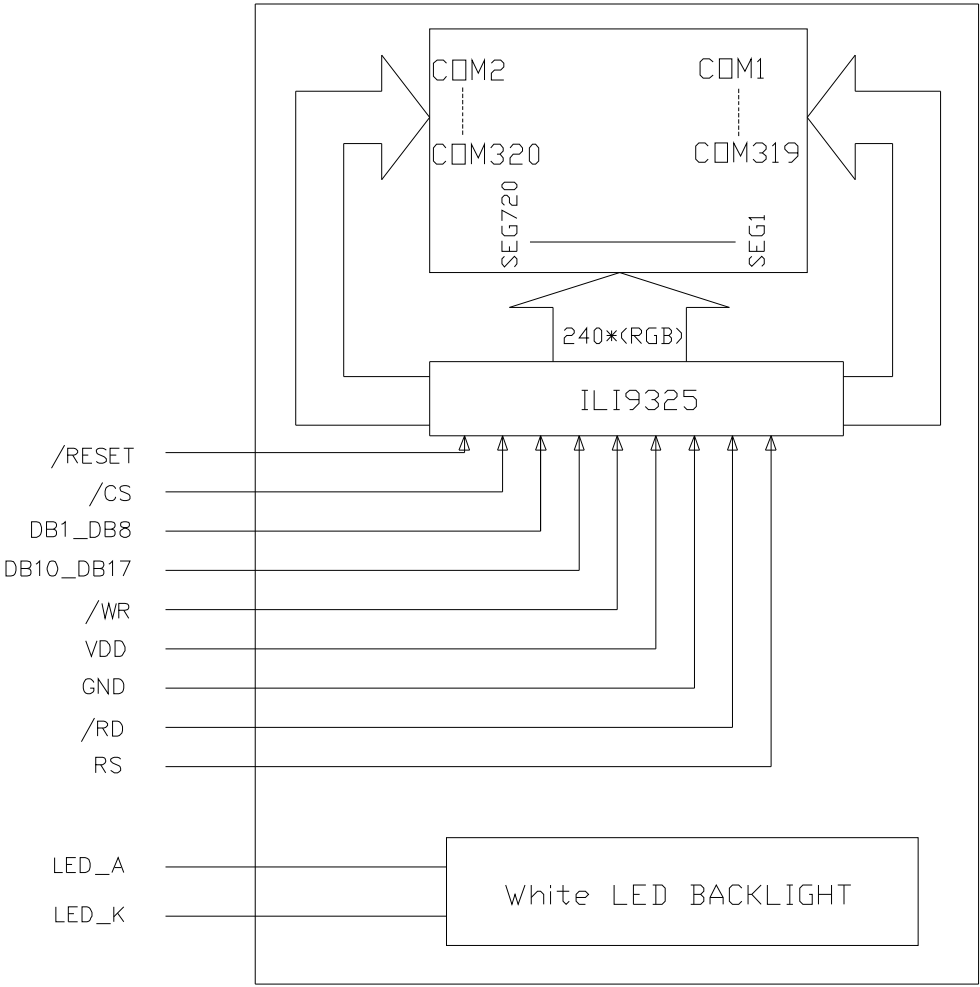 COM2
COM1
COM320
COM319
SEG720
SEG1
240*(RGB)
ILI9325
/RESET
/CS
DB1_DB8
DB10_DB17
/WR
VDD
GND
/RD
RS
LED_A
White LED BACKLIGHT
LED_K